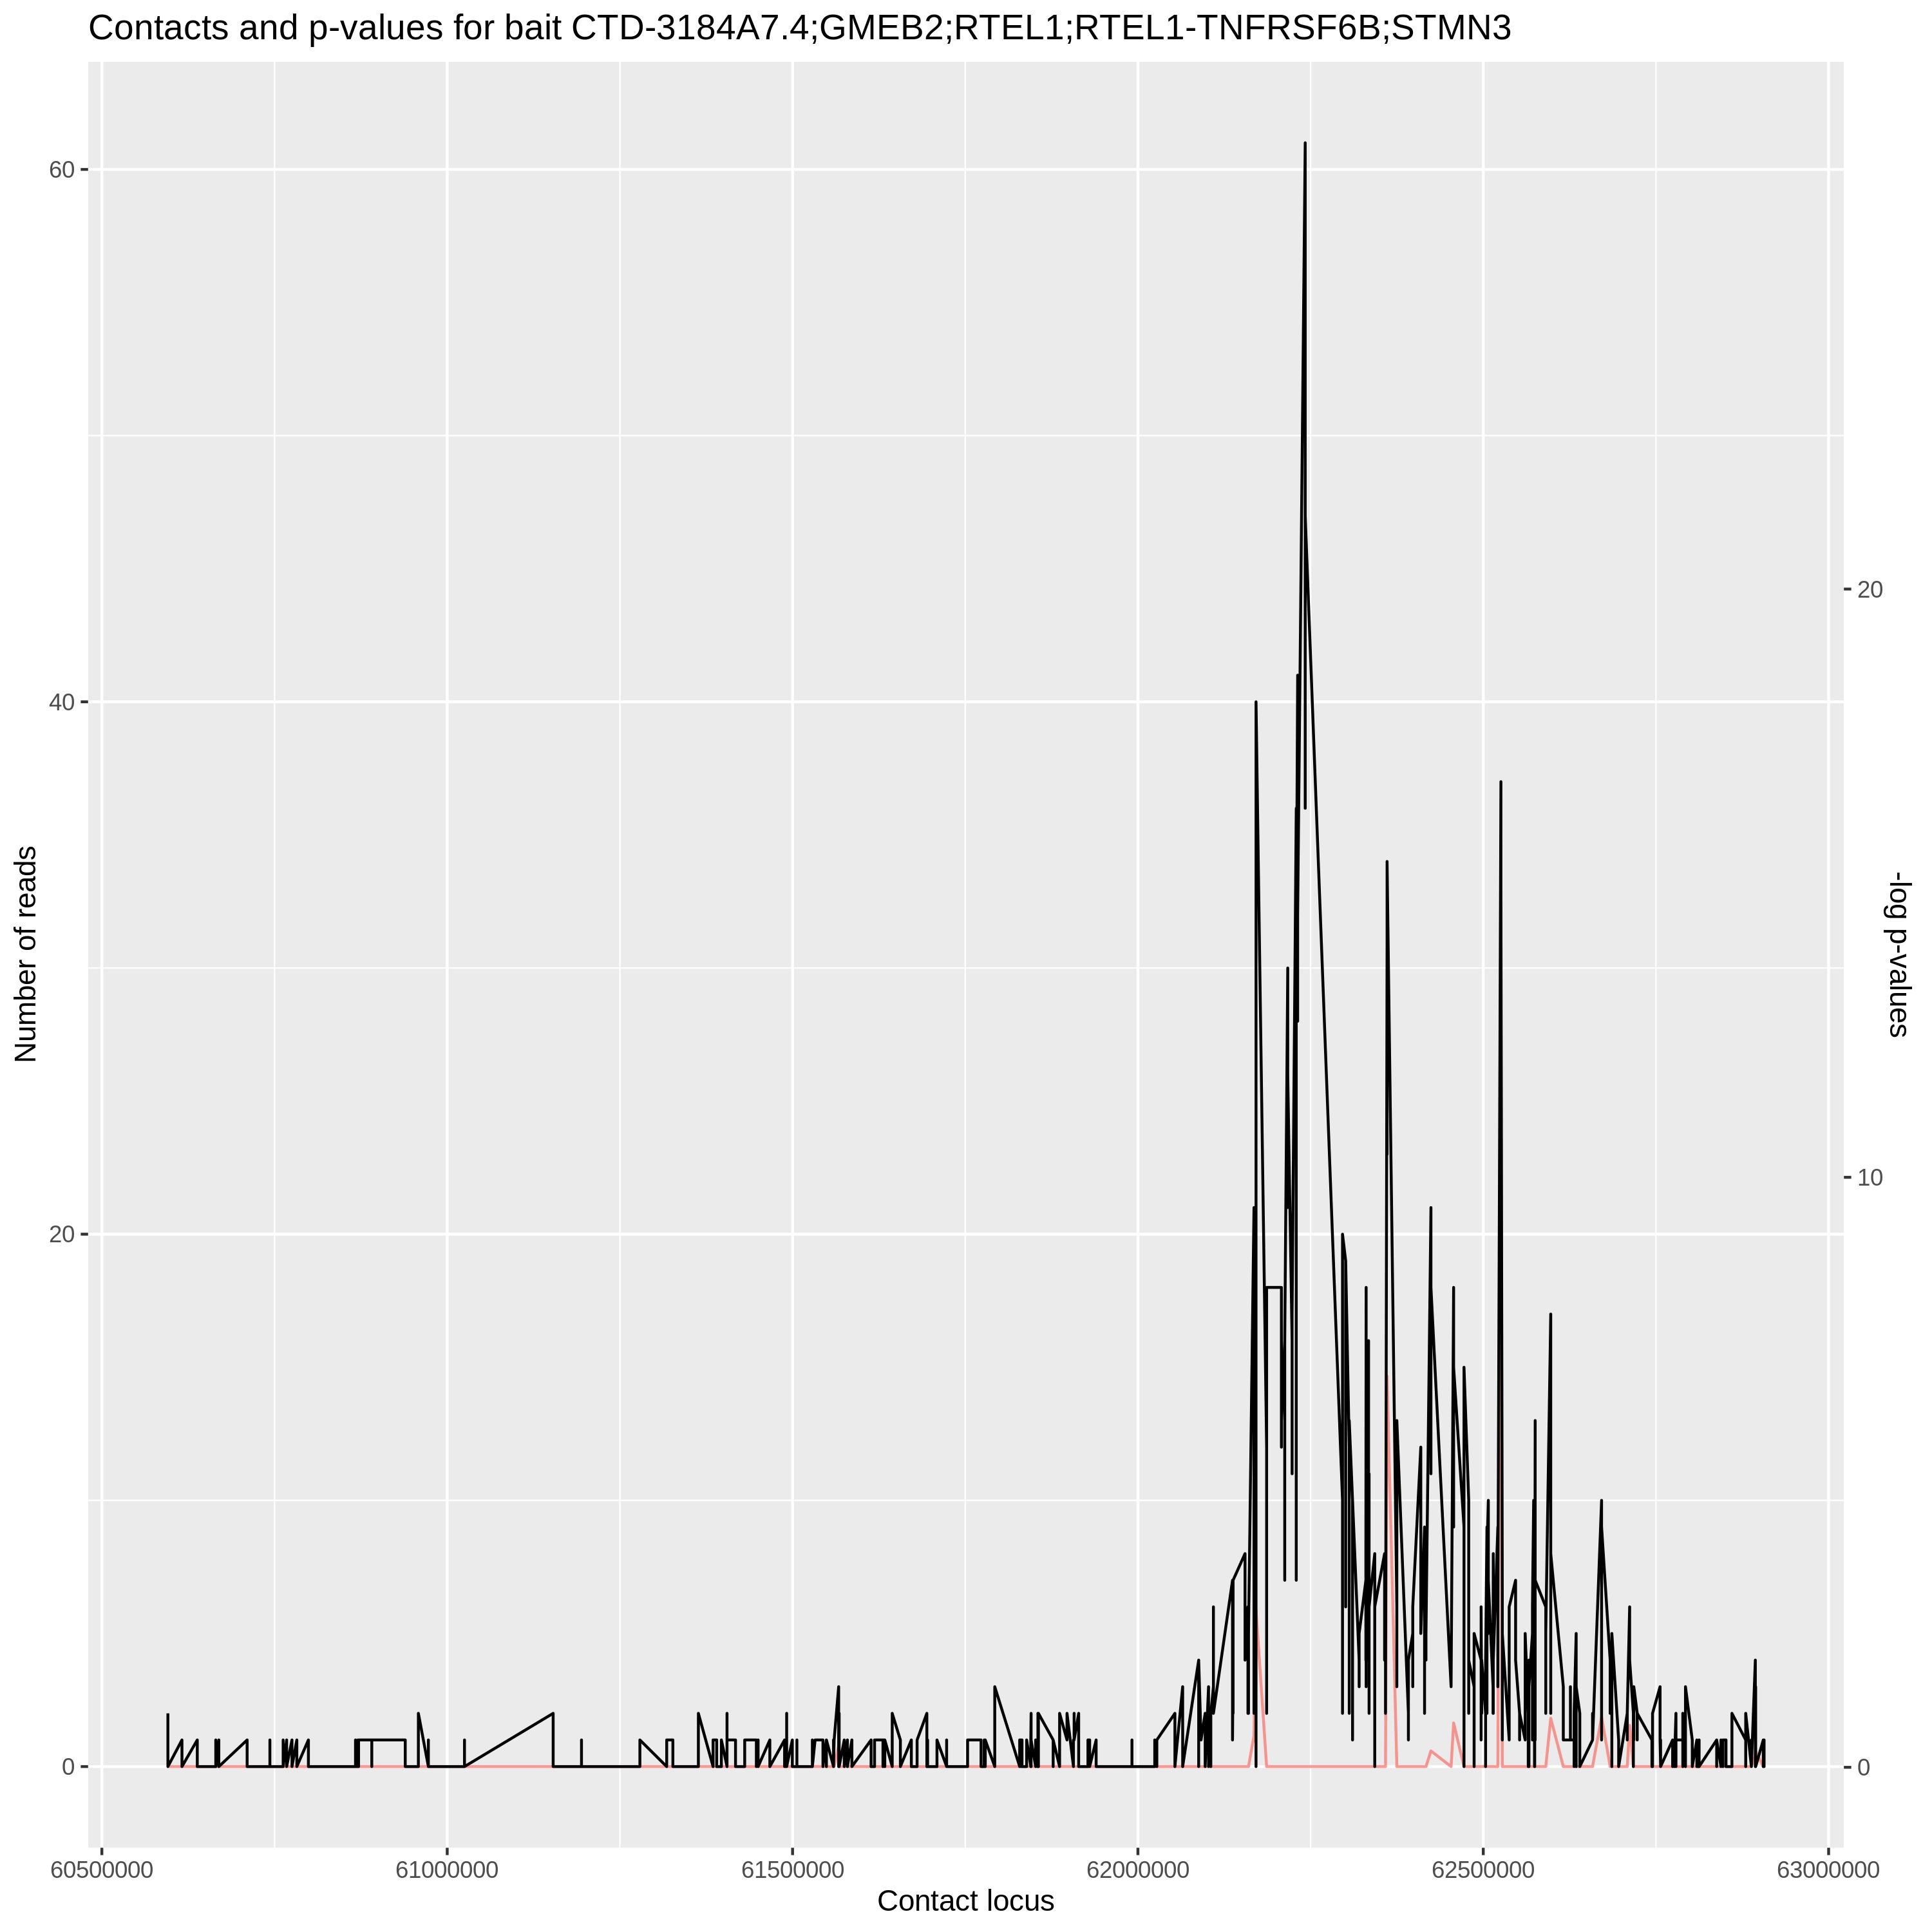 Contacts and p-values for bait CTD-3184A7.4;GMEB2;RTEL1;RTEL1-TNFRSF6B;STMN3
60
40
20
0
Number of reads
20
10
0
-log p-values
60500000 61000000 61500000 62000000 62500000 63000000
Contact locus